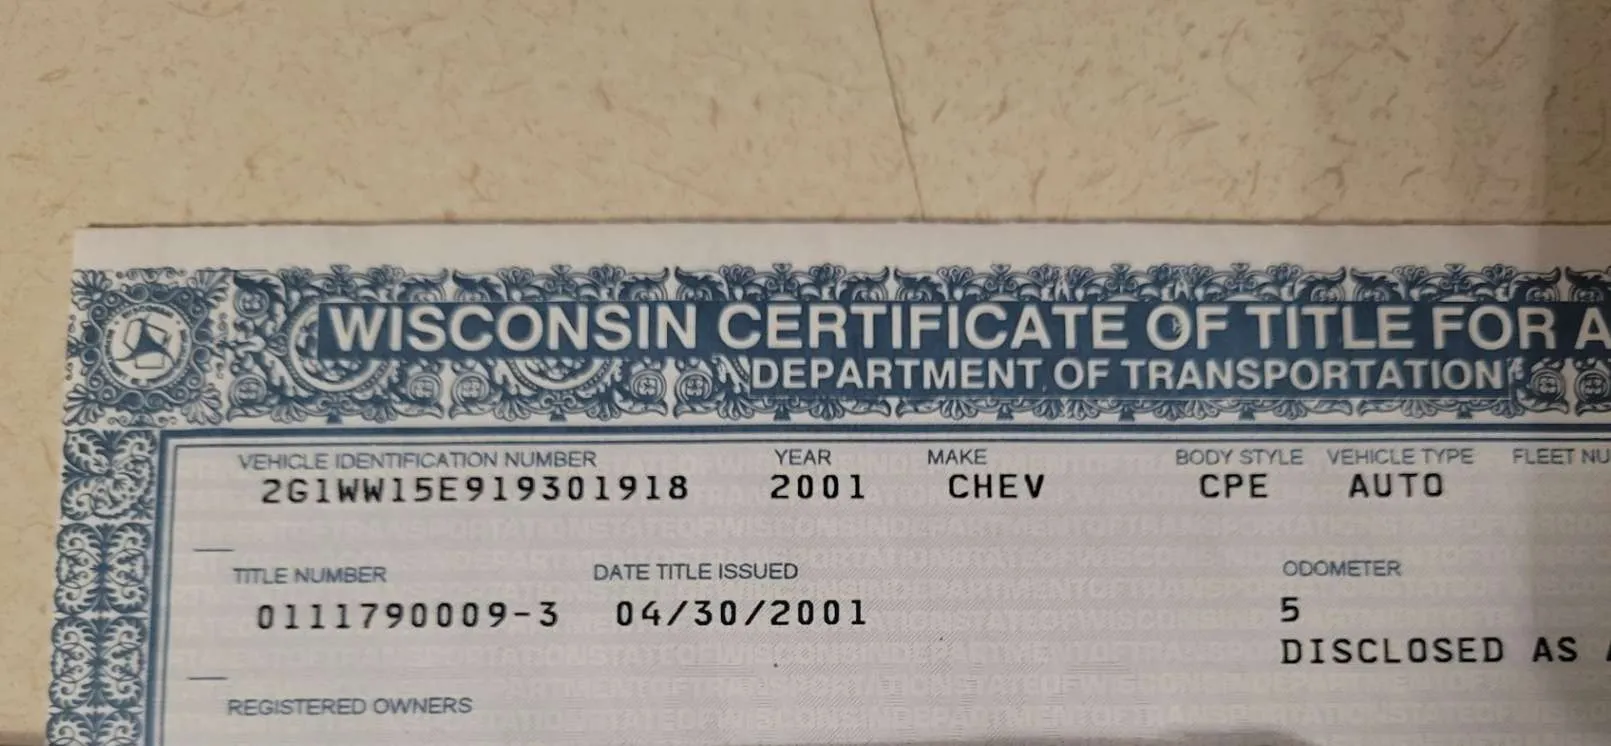 WISCONSIN CERTIFICATE OF TITLE FOR A
DEPARTMENT OF TRANSPORTATION
VEHICLE IDENTIFICATION NUMBER YEAR MAKE BODY STYLE VEHICLE TYPE FLEET NU
2G1WW15E919301918 2001 CHEV CPE AUTO
TITLE NUMBER DATE TITLE ISSUED ODOMETER
0111790009-3 04/30/2001 5
DISCLOSED AS
REGISTERED OWNERS